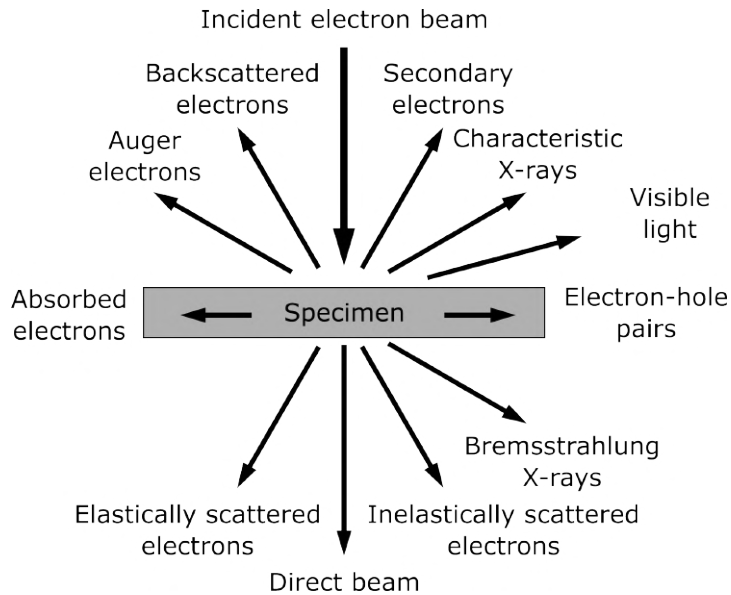 Incident electron beam
Backscattered
electrons
Secondary
electrons
Auger
electrons
Characteristic
X-rays
Visible
light
Absorbed
electrons
Specimen
Electron-hole
pairs
Bremsstrahlung
X-rays
Elastically scattered
electrons
Inelastically scattered
electrons
Direct beam